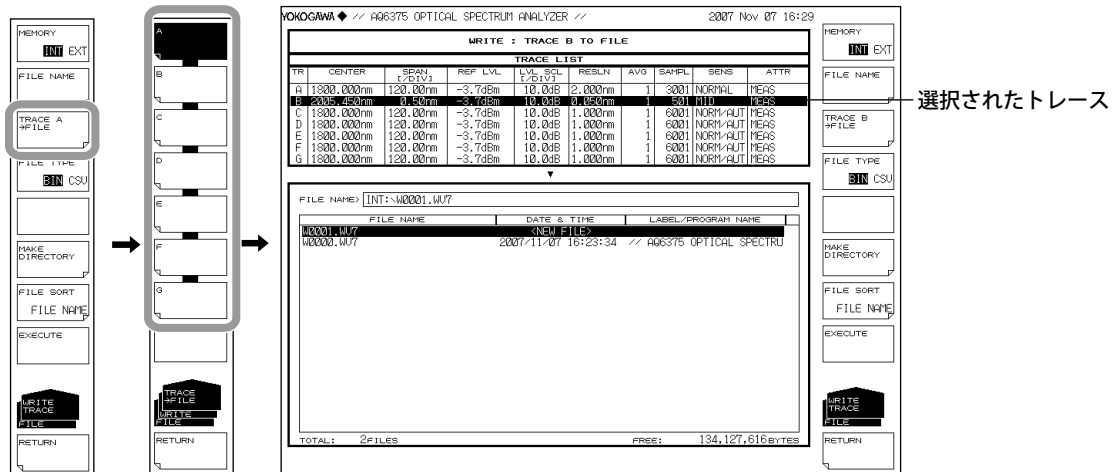 MEMORY
INT EXT
FILE NAME
TRACE A
→FILE
FILE TYPE
BIN CSV
MAKE
DIRECTORY
FILE SORT
FILE NAME
EXECUTE
WRITE
TRACE
FILE
RETURN
A
B
C
D
E
F
G
TRACE
→FILE
WRITE
FILE
RETURN
YOKOGAWA◆ // AQ6375 OPTICAL SPECTRUM ANALYZER // 2007 Nov 07 16:29
WRITE : TRACE B TO FILE
TRACE LIST
TR CENTER SPAN [/DIV] REF LVL LVL SCL [/DIV] RESLN AVG SAMPL SENS ATTR
A 1800.000nm 120.00nm -3.7dBm 10.0dB 2.000nm 1 3001 NORMAL MEAS
B 2005.450nm 0.50nm -3.7dBm 10.0dB 0.050nm 1 501 MID MEAS
C 1800.000nm 120.00nm -3.7dBm 10.0dB 1.000nm 1 6001 NORM/AUT MEAS
D 1800.000nm 120.00nm -3.7dBm 10.0dB 1.000nm 1 6001 NORM/AUT MEAS
E 1800.000nm 120.00nm -3.7dBm 10.0dB 1.000nm 1 6001 NORM/AUT MEAS
F 1800.000nm 120.00nm -3.7dBm 10.0dB 1.000nm 1 6001 NORM/AUT MEAS
G 1800.000nm 120.00nm -3.7dBm 10.0dB 1.000nm 1 6001 NORM/AUT MEAS
FILE NAME> INT:\W0001.WV7
FILE NAME DATE & TIME LABEL/PROGRAM NAME
W0001.WV7 <NEW FILE>
W0000.WV7 2007/11/07 16:23:34 // AQ6375 OPTICAL SPECTRU
TOTAL: 2FILES FREE: 134,127,616BYTES
MEMORY
INT EXT
FILE NAME
TRACE B
→FILE
FILE TYPE
BIN CSV
MAKE
DIRECTORY
FILE SORT
FILE NAME
EXECUTE
WRITE
TRACE
FILE
RETURN
選択されたトレース